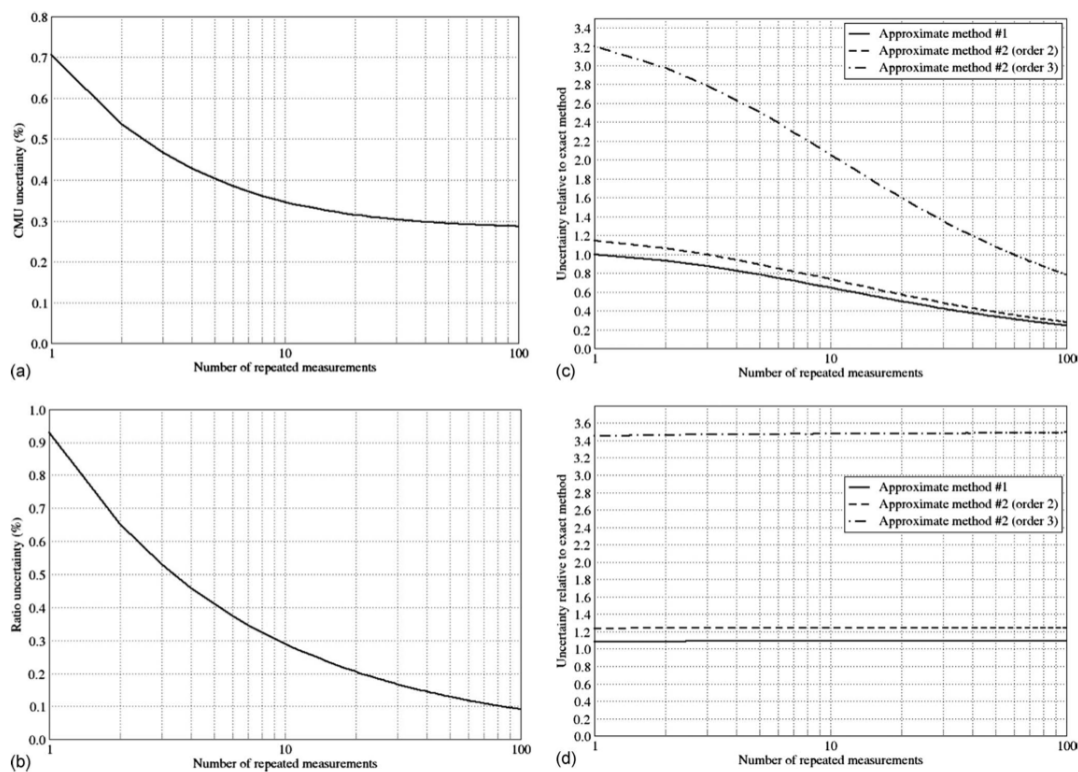 0.8
0.7
0.6
0.5
0.4
0.3
0.2
0.1
0.0
CMU uncertainty (%)
1 10 100
Number of repeated measurements
(a)
3.4
3.2
3.0
2.8
2.6
2.4
2.2
2.0
1.8
1.6
1.4
1.2
1.0
0.8
0.6
0.4
0.2
0.0
Uncertainty relative to exact method
Approximate method #1
Approximate method #2 (order 2)
Approximate method #2 (order 3)
1 10 100
Number of repeated measurements
(c)
1.0
0.9
0.8
0.7
0.6
0.5
0.4
0.3
0.2
0.1
0.0
Ratio uncertainty (%)
1 10 100
Number of repeated measurements
(b)
3.6
3.4
3.2
3.0
2.8
2.6
2.4
2.2
2.0
1.8
1.6
1.4
1.2
1.0
0.8
0.6
0.4
0.2
0.0
Uncertainty relative to exact method
Approximate method #1
Approximate method #2 (order 2)
Approximate method #2 (order 3)
1 10 100
Number of repeated measurements
(d)